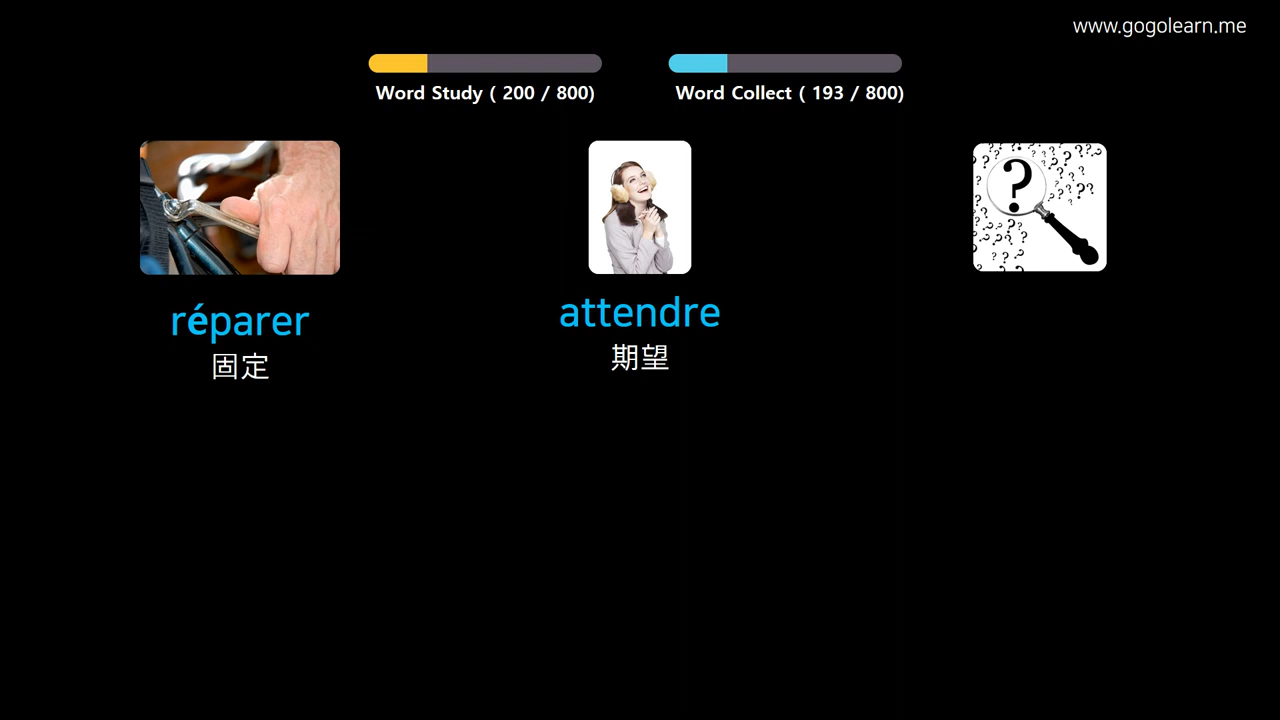 www.gogolearn.me
Word Study ( 200 / 800)
Word Collect ( 193 / 800)
réparer
固定
attendre
期望